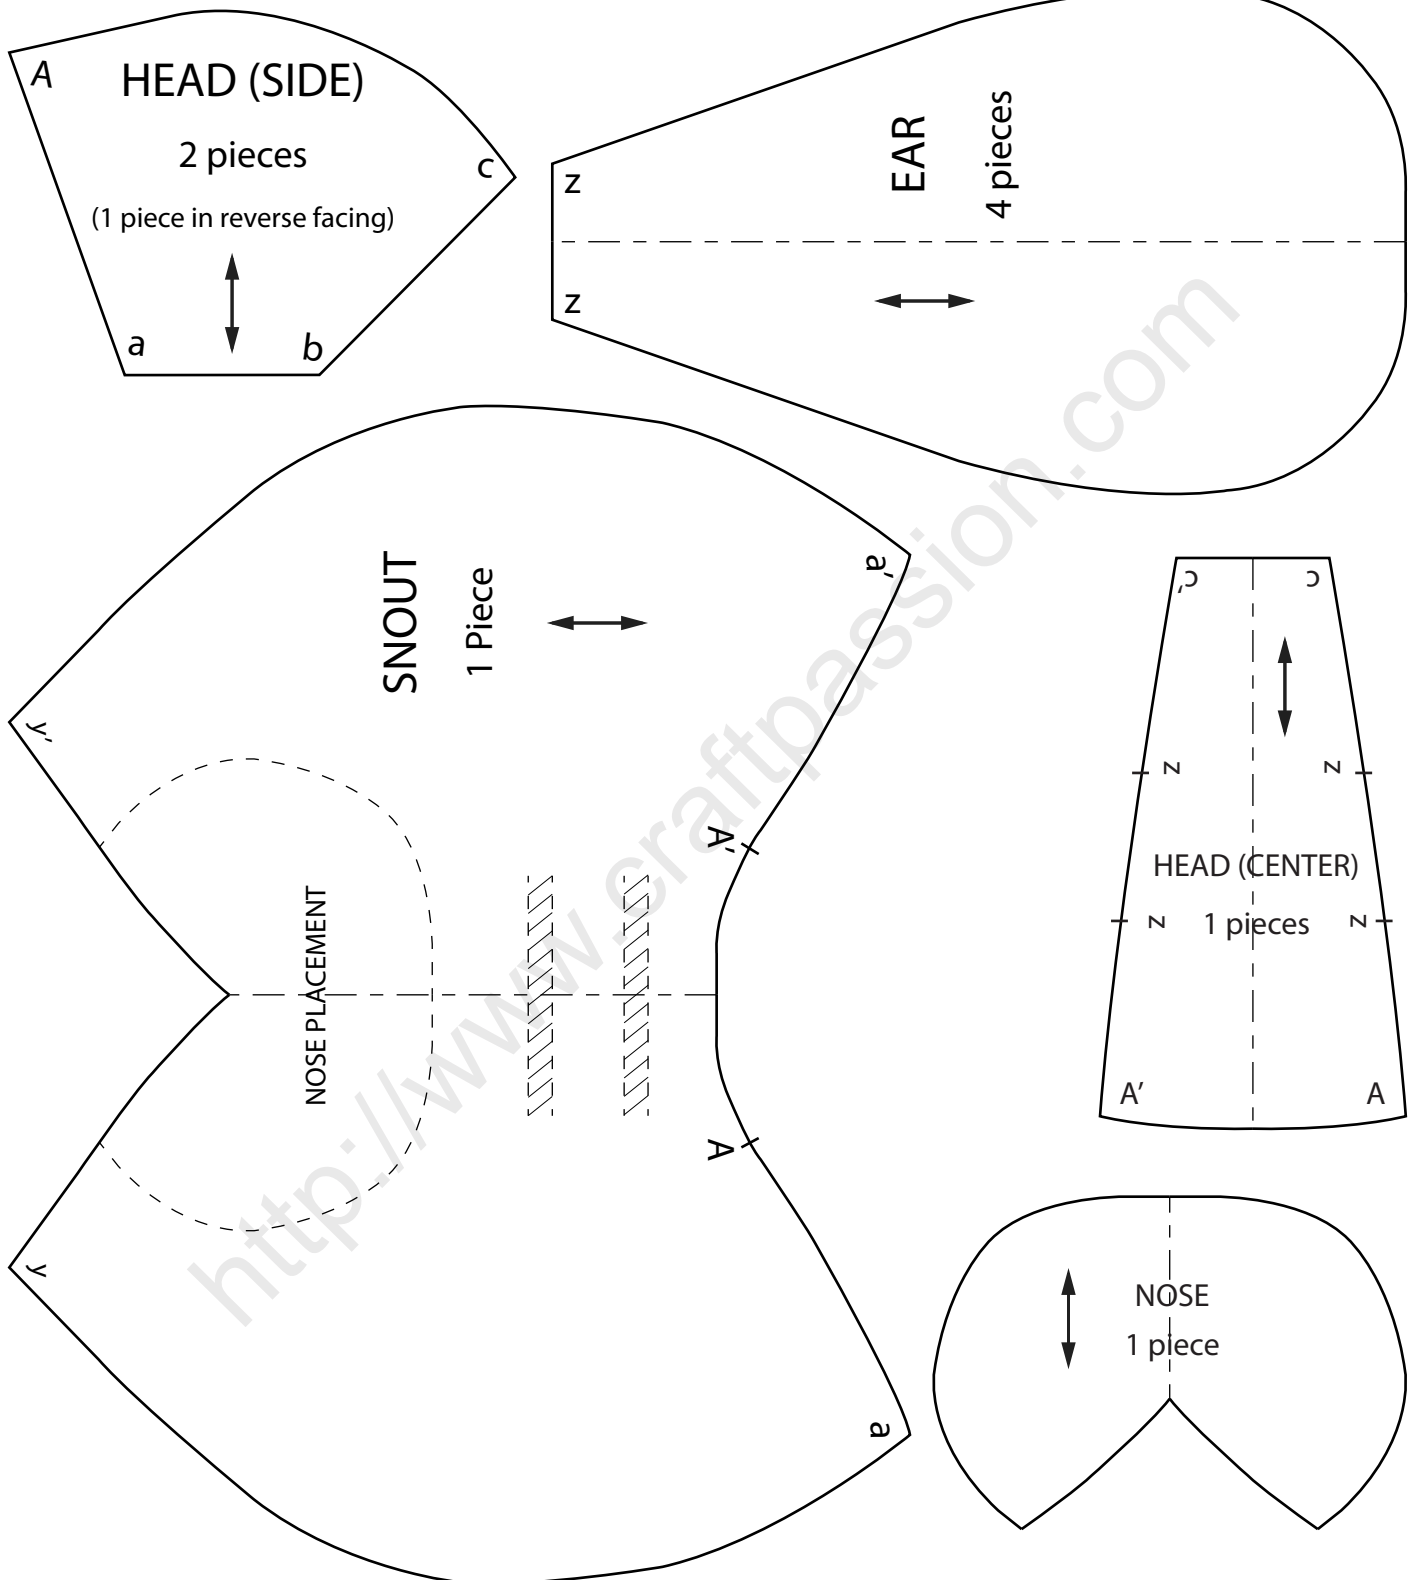 A
HEAD (SIDE)
2 pieces
(1 piece in reverse facing)
c
a
b
z
z
EAR
4 pieces
SNOUT
1 Piece
a'
y'
A'
NOSE PLACEMENT
A
y
a
c'
c
z
z
HEAD (CENTER)
1 pieces
z
z
A'
A
NOSE
1 piece
http://www.craftpassion.com